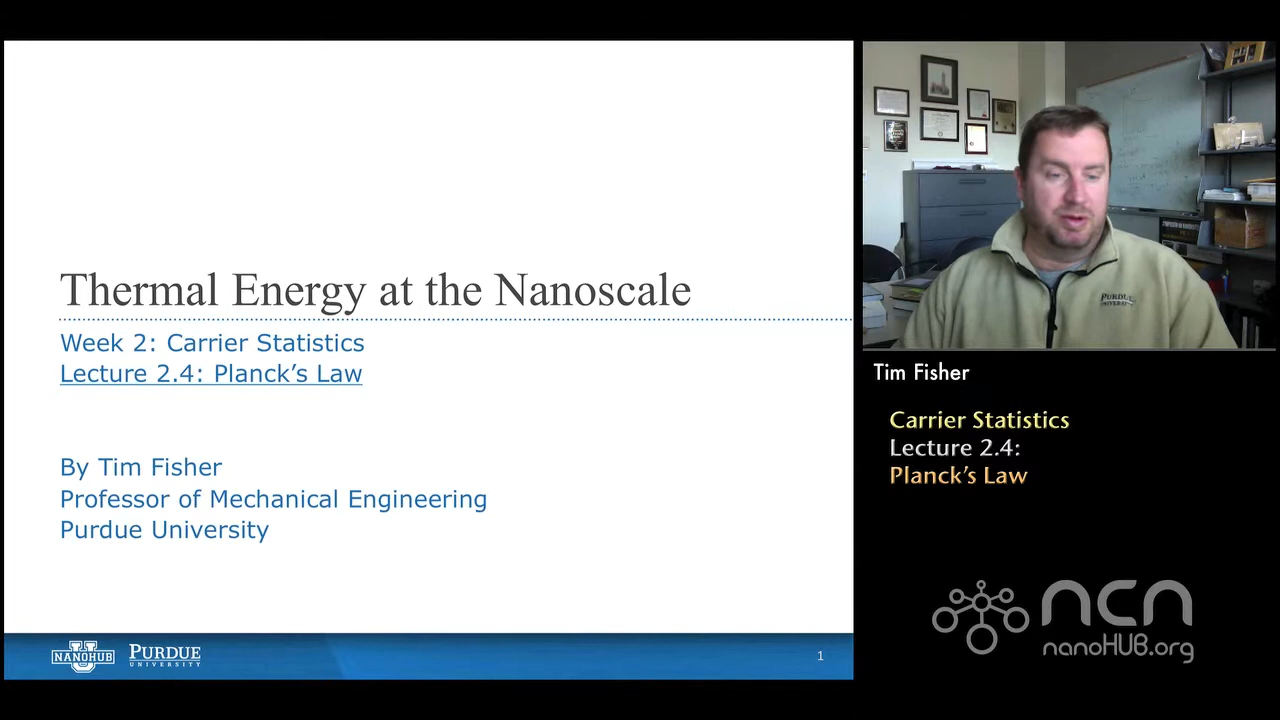 Thermal Energy at the Nanoscale
Week 2: Carrier Statistics
Lecture 2.4: Planck's Law
By Tim Fisher
Professor of Mechanical Engineering
Purdue University
NANOHUB
U
PURDUE
UNIVERSITY
1
PURDUE
UNIVERSITY
Tim Fisher
Carrier Statistics
Lecture 2.4:
Planck's Law
ncn
nanoHUB.org